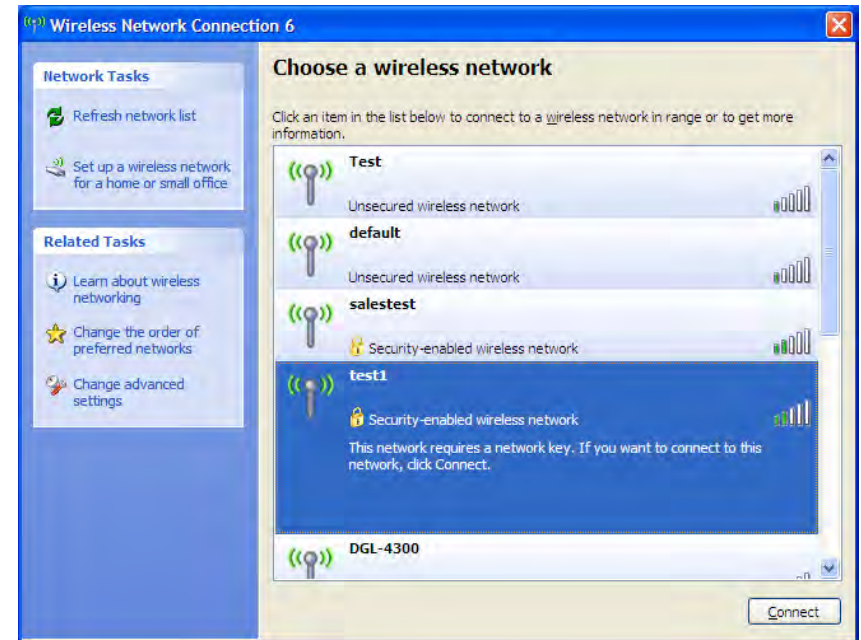 Wireless Network Connection 6
Network Tasks
Refresh network list
Set up a wireless network
for a home or small office
Related Tasks
Learn about wireless
networking
Change the order of
preferred networks
Change advanced
settings
Choose a wireless network
Click an item in the list below to connect to a wireless network in range or to get more
information.
Test
Unsecured wireless network
default
Unsecured wireless network
salestest
Security-enabled wireless network
test1
Security-enabled wireless network
This network requires a network key. If you want to connect to this
network, click Connect.
DGL-4300
Connect